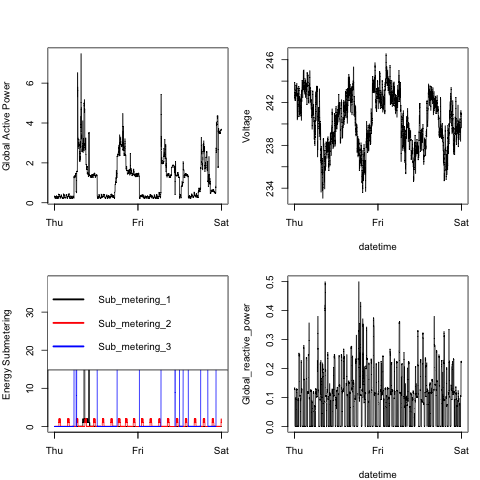 Global Active Power
0 2 4 6
Thu Fri Sat
Voltage
234 238 242 246
Thu Fri Sat
datetime
Energy Submetering
0 10 20 30
Sub_metering_1
Sub_metering_2
Sub_metering_3
Thu Fri Sat
Global_reactive_power
0.0 0.1 0.2 0.3 0.4 0.5
Thu Fri Sat
datetime